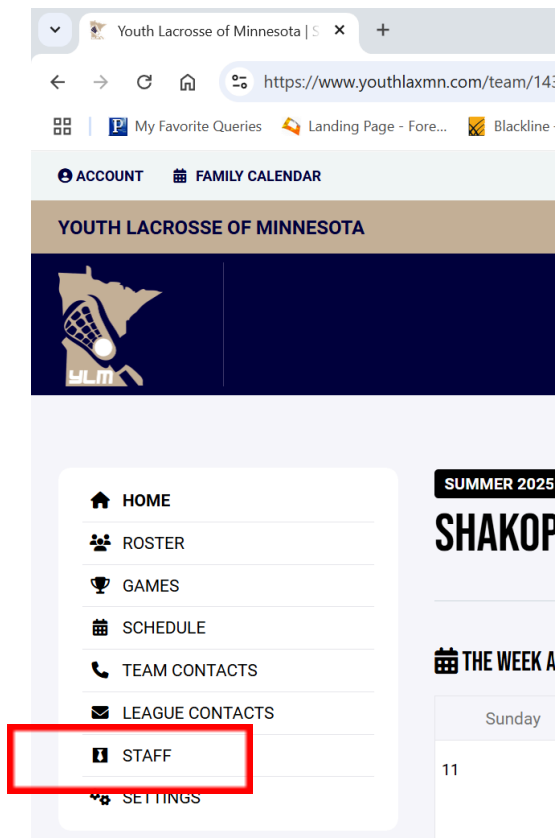 Youth Lacrosse of Minnesota | S
https://www.youthlaxmn.com/team/143
My Favorite Queries Landing Page - Fore... Blackline -
ACCOUNT FAMILY CALENDAR
YOUTH LACROSSE OF MINNESOTA
YLM
HOME
ROSTER
GAMES
SCHEDULE
TEAM CONTACTS
LEAGUE CONTACTS
STAFF
SETTINGS
SUMMER 2025
SHAKOP
THE WEEK A
Sunday
11